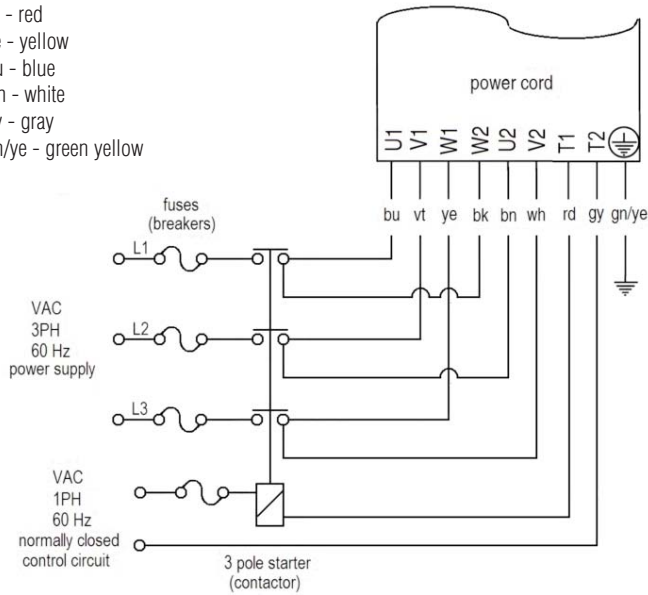 - red
- yellow
- blue
- white
- gray
- green yellow
power cord
U1 V1 W1 W2 U2 V2 T1 T2
bu vt ye bk bn wh rd gy gn/ye
fuses
(breakers)
L1
VAC
3PH
60 Hz
power supply
L2
L3
VAC
1PH
60 Hz
normally closed
control circuit
3 pole starter
(contactor)